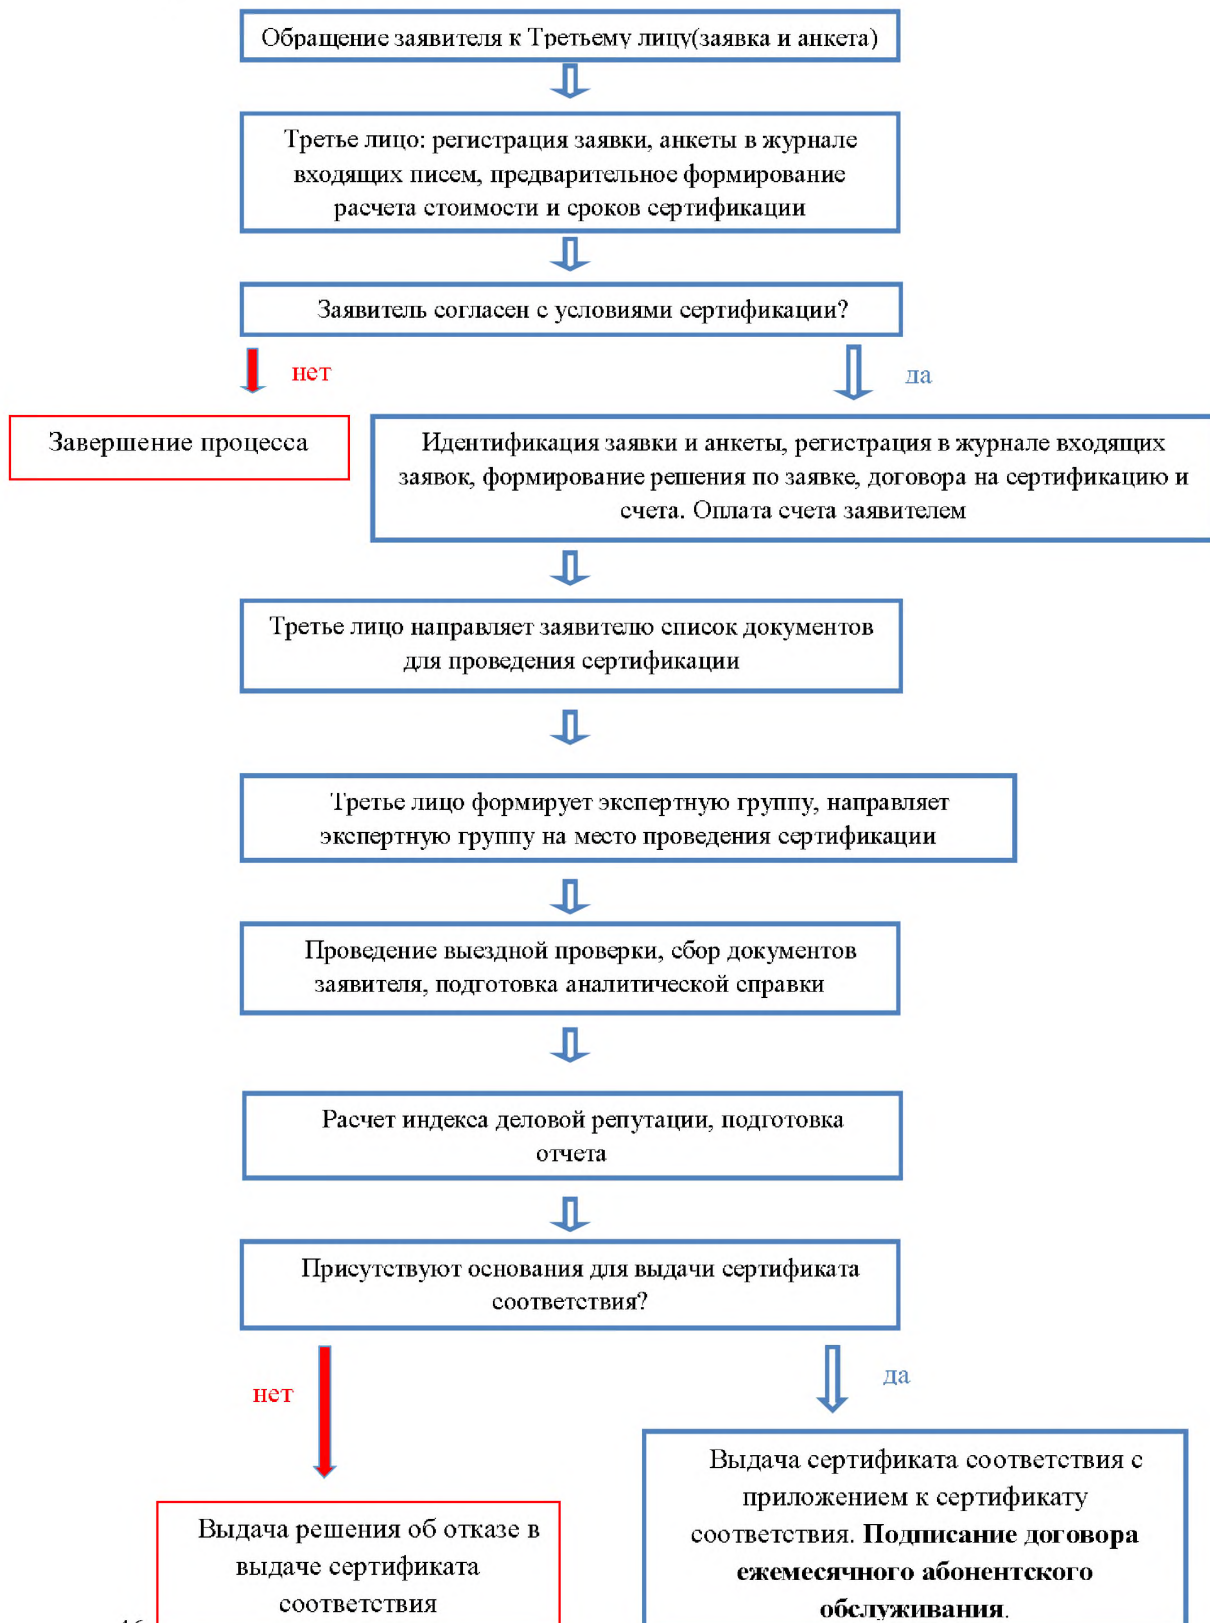 Обращение заявителя к Третьему лицу(заявка и анкета)
Третье лицо: регистрация заявки, анкеты в журнале
входящих писем, предварительное формирование
расчета стоимости и сроков сертификации
Заявитель согласен с условиями сертификации?
нет
да
Завершение процесса
Идентификация заявки и анкеты, регистрация в журнале входящих
заявок, формирование решения по заявке, договора на сертификацию и
счета. Оплата счета заявителем
Третье лицо направляет заявителю список документов
для проведения сертификации
Третье лицо формирует экспертную группу, направляет
экспертную группу на место проведения сертификации
Проведение выездной проверки, сбор документов
заявителя, подготовка аналитической справки
Расчет индекса деловой репутации, подготовка
отчета
Присутствуют основания для выдачи сертификата
соответствия?
нет
да
Выдача решения об отказе в
выдаче сертификата
соответствия
Выдача сертификата соответствия с
приложением к сертификату
соответствия. Подписание договора
ежемесячного абонентского
обслуживания.